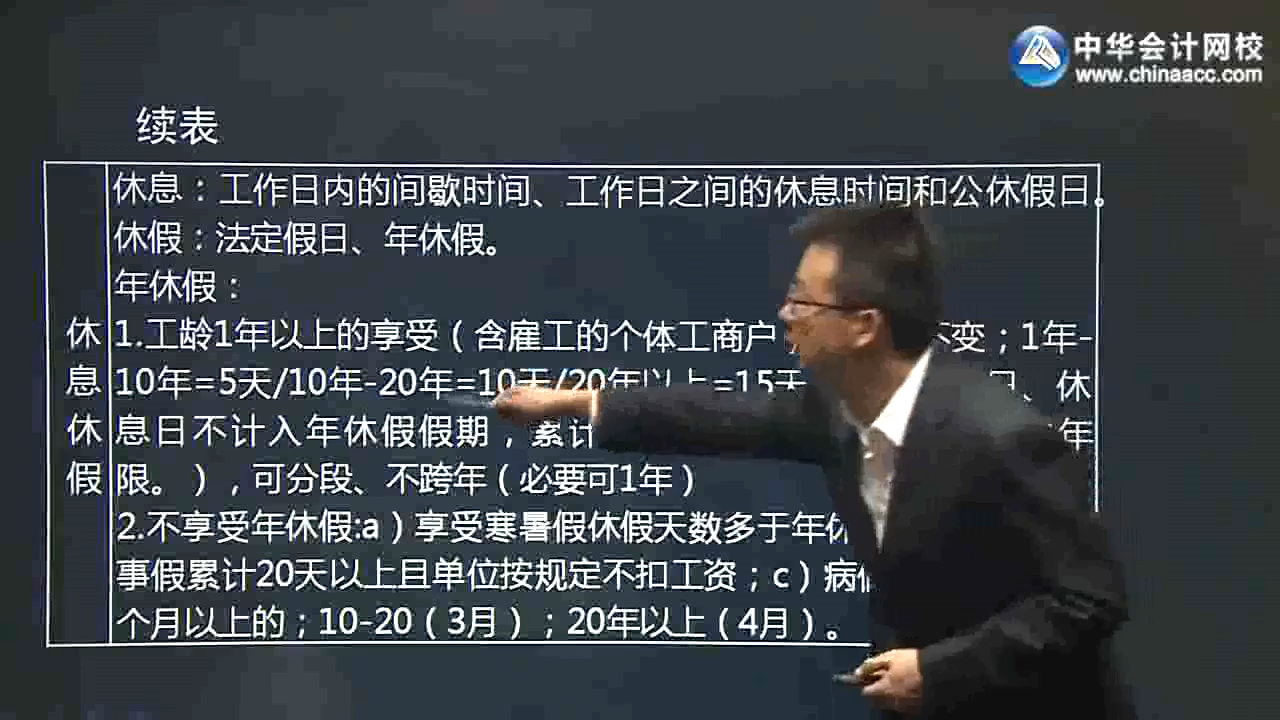 中华会计网校
www.chinaacc.com
续表
休息休假
休息：工作日内的间歇时间、工作日之间的休息时间和公休假日。
休假：法定假日、年休假。
年休假：
1.工龄1年以上的享受（含雇工的个体工商户 不变；1年-
10年=5天/10年-20年=10天/20年以上=15天 、休
息日不计入年休假假期，累计 年
限。），可分段、不跨年（必要可1年）
2.不享受年休假:a）享受寒暑假休假天数多于年休
事假累计20天以上且单位按规定不扣工资；c）病假
个月以上的；10-20（3月）；20年以上（4月）。